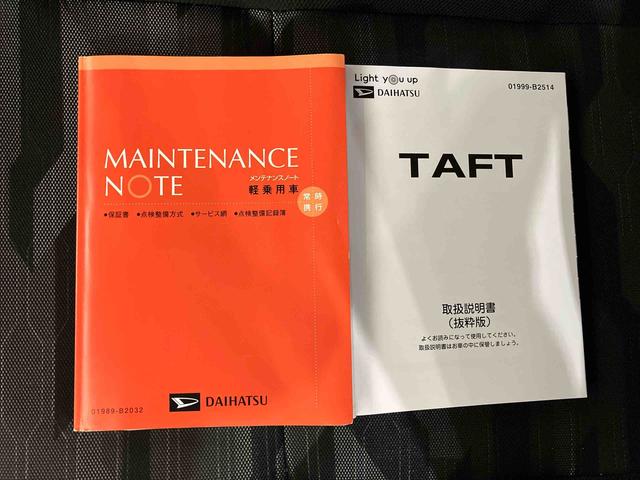 MAINTENANCE
NOTE
メンテナンスノート
軽乗用車
常時
携行
●保証書 ●点検整備方式 ●サービス網 ●点検整備記録簿
DAIHATSU
01989-B2032
Light you up
DAIHATSU
01999-B2514
TAFT
取扱説明書
(抜粋版)
よくお読みになって使用してください。
取扱説明書はお車の中に保管しましょう。